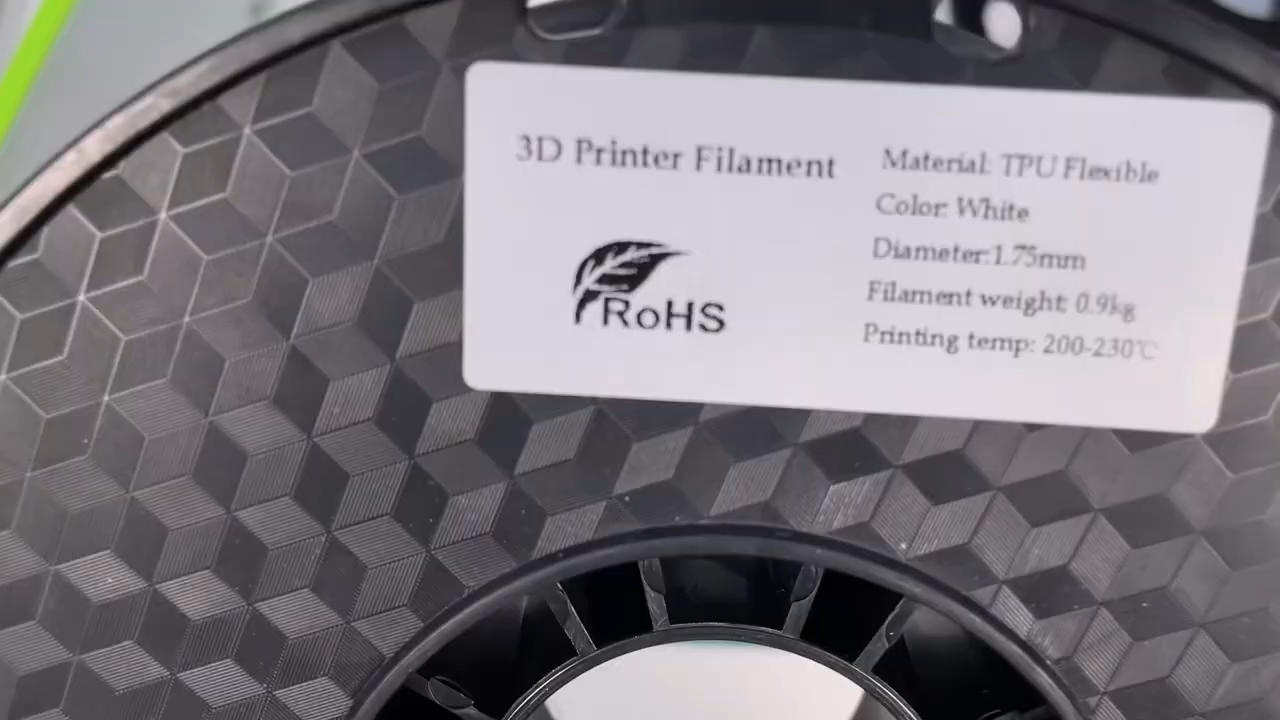 3D Printer Filament
RoHS
Material: TPU Flexible
Color: White
Diameter:1.75mm
Filament weight: 0.9kg
Printing temp: 200-230℃